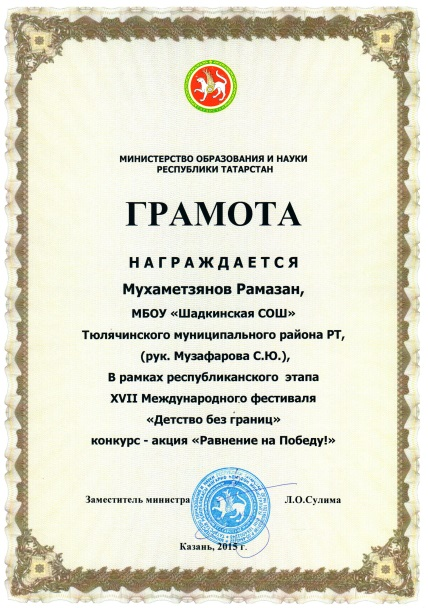 МИНИСТЕРСТВО ОБРАЗОВАНИЯ И НАУКИ
РЕСПУБЛИКИ ТАТАРСТАН
ГРАМОТА
НАГРАЖДАЕТСЯ
Мухаметзянов Рамазан,
МБОУ «Шадкинская СОШ»
Тюлячинского муниципального района РТ,
(рук. Музафарова С.Ю.),
В рамках республиканского этапа
XVII Международного фестиваля
«Детство без границ»
конкурс - акция «Равнение на Победу!»
Заместитель министра Л.О.Сулима
Казань, 2015 г.